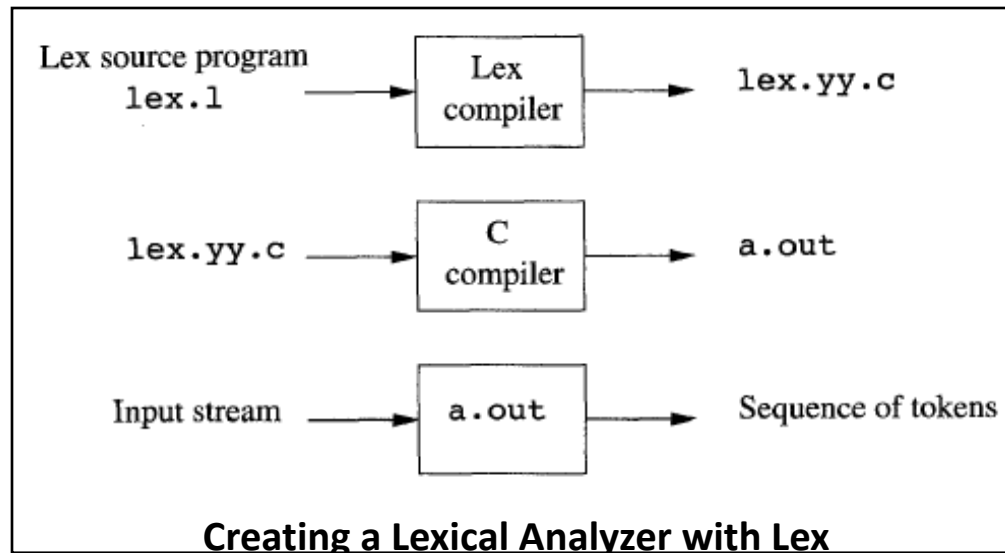 Lex source program
lex.l
Lex
compiler
lex.yy.c
lex.yy.c
C
compiler
a.out
Input stream
a.out
Sequence of tokens
Creating a Lexical Analyzer with Lex